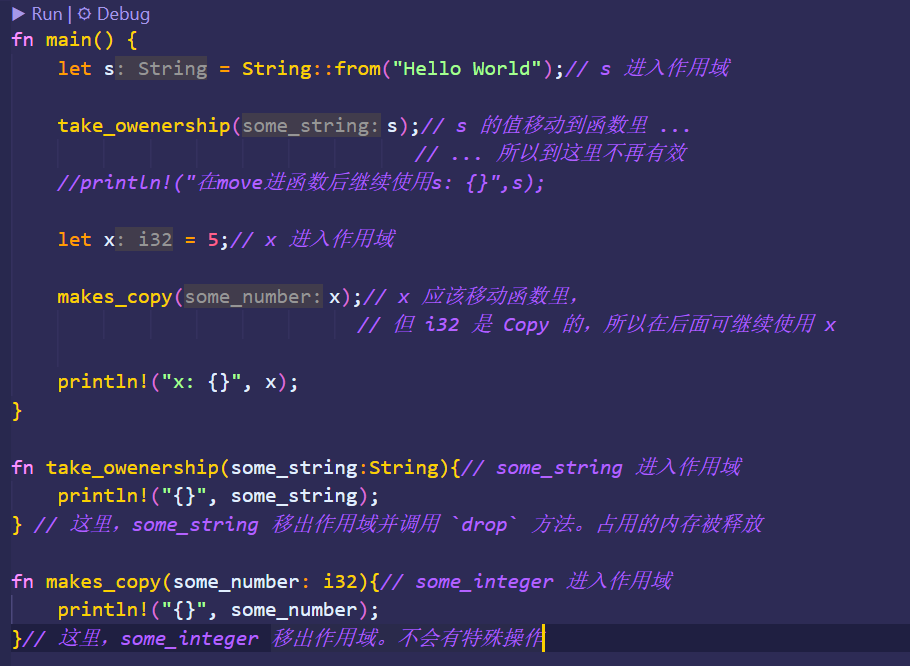 ▶ Run | ⚙ Debug
fn main() {
    let s: String = String::from("Hello World");// s 进入作用域
    take_owenership(some_string: s);// s 的值移动到函数里 ...
                                // ... 所以到这里不再有效
    //println!("在move进函数后继续使用s: {}",s);
    let x: i32 = 5;// x 进入作用域
    makes_copy(some_number: x);// x 应该移动函数里，
                            // 但 i32 是 Copy 的，所以在后面可继续使用 x
    println!("x: {}", x);
}
fn take_owenership(some_string:String){// some_string 进入作用域
    println!("{}", some_string);
} // 这里，some_string 移出作用域并调用 `drop` 方法。占用的内存被释放
fn makes_copy(some_number: i32){// some_integer 进入作用域
    println!("{}", some_number);
}// 这里，some_integer 移出作用域。不会有特殊操作